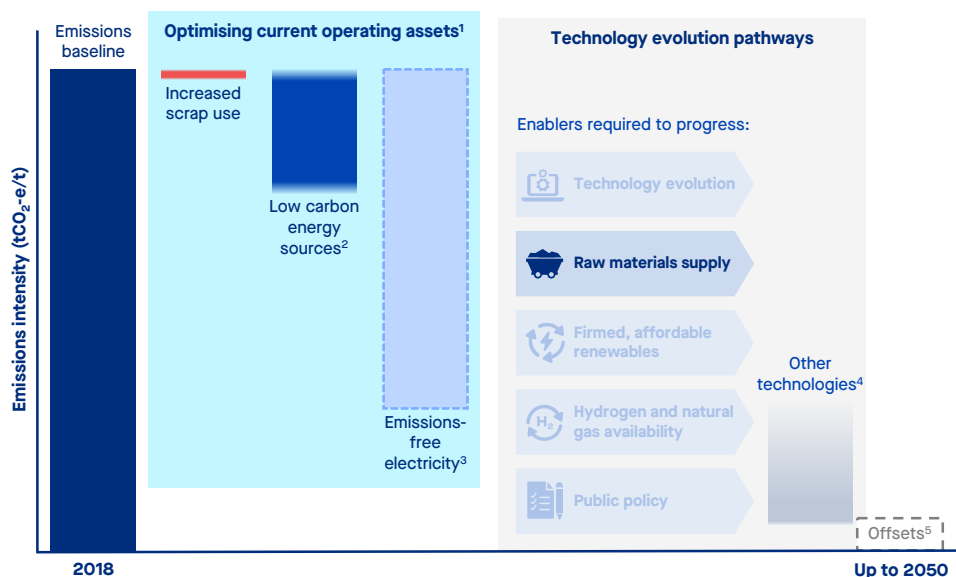 Emissions
baseline
Optimising current operating assets¹
Technology evolution pathways
Increased
scrap use
Low carbon
energy
sources²
Emissions-
free
electricity³
Enablers required to progress:
Technology evolution
Raw materials supply
Firmed, affordable
renewables
H₂
Hydrogen and natural
gas availability
Public policy
Other
technologies⁴
Offsets⁵
Emissions intensity (tCO₂-e/t)
2018
Up to 2050